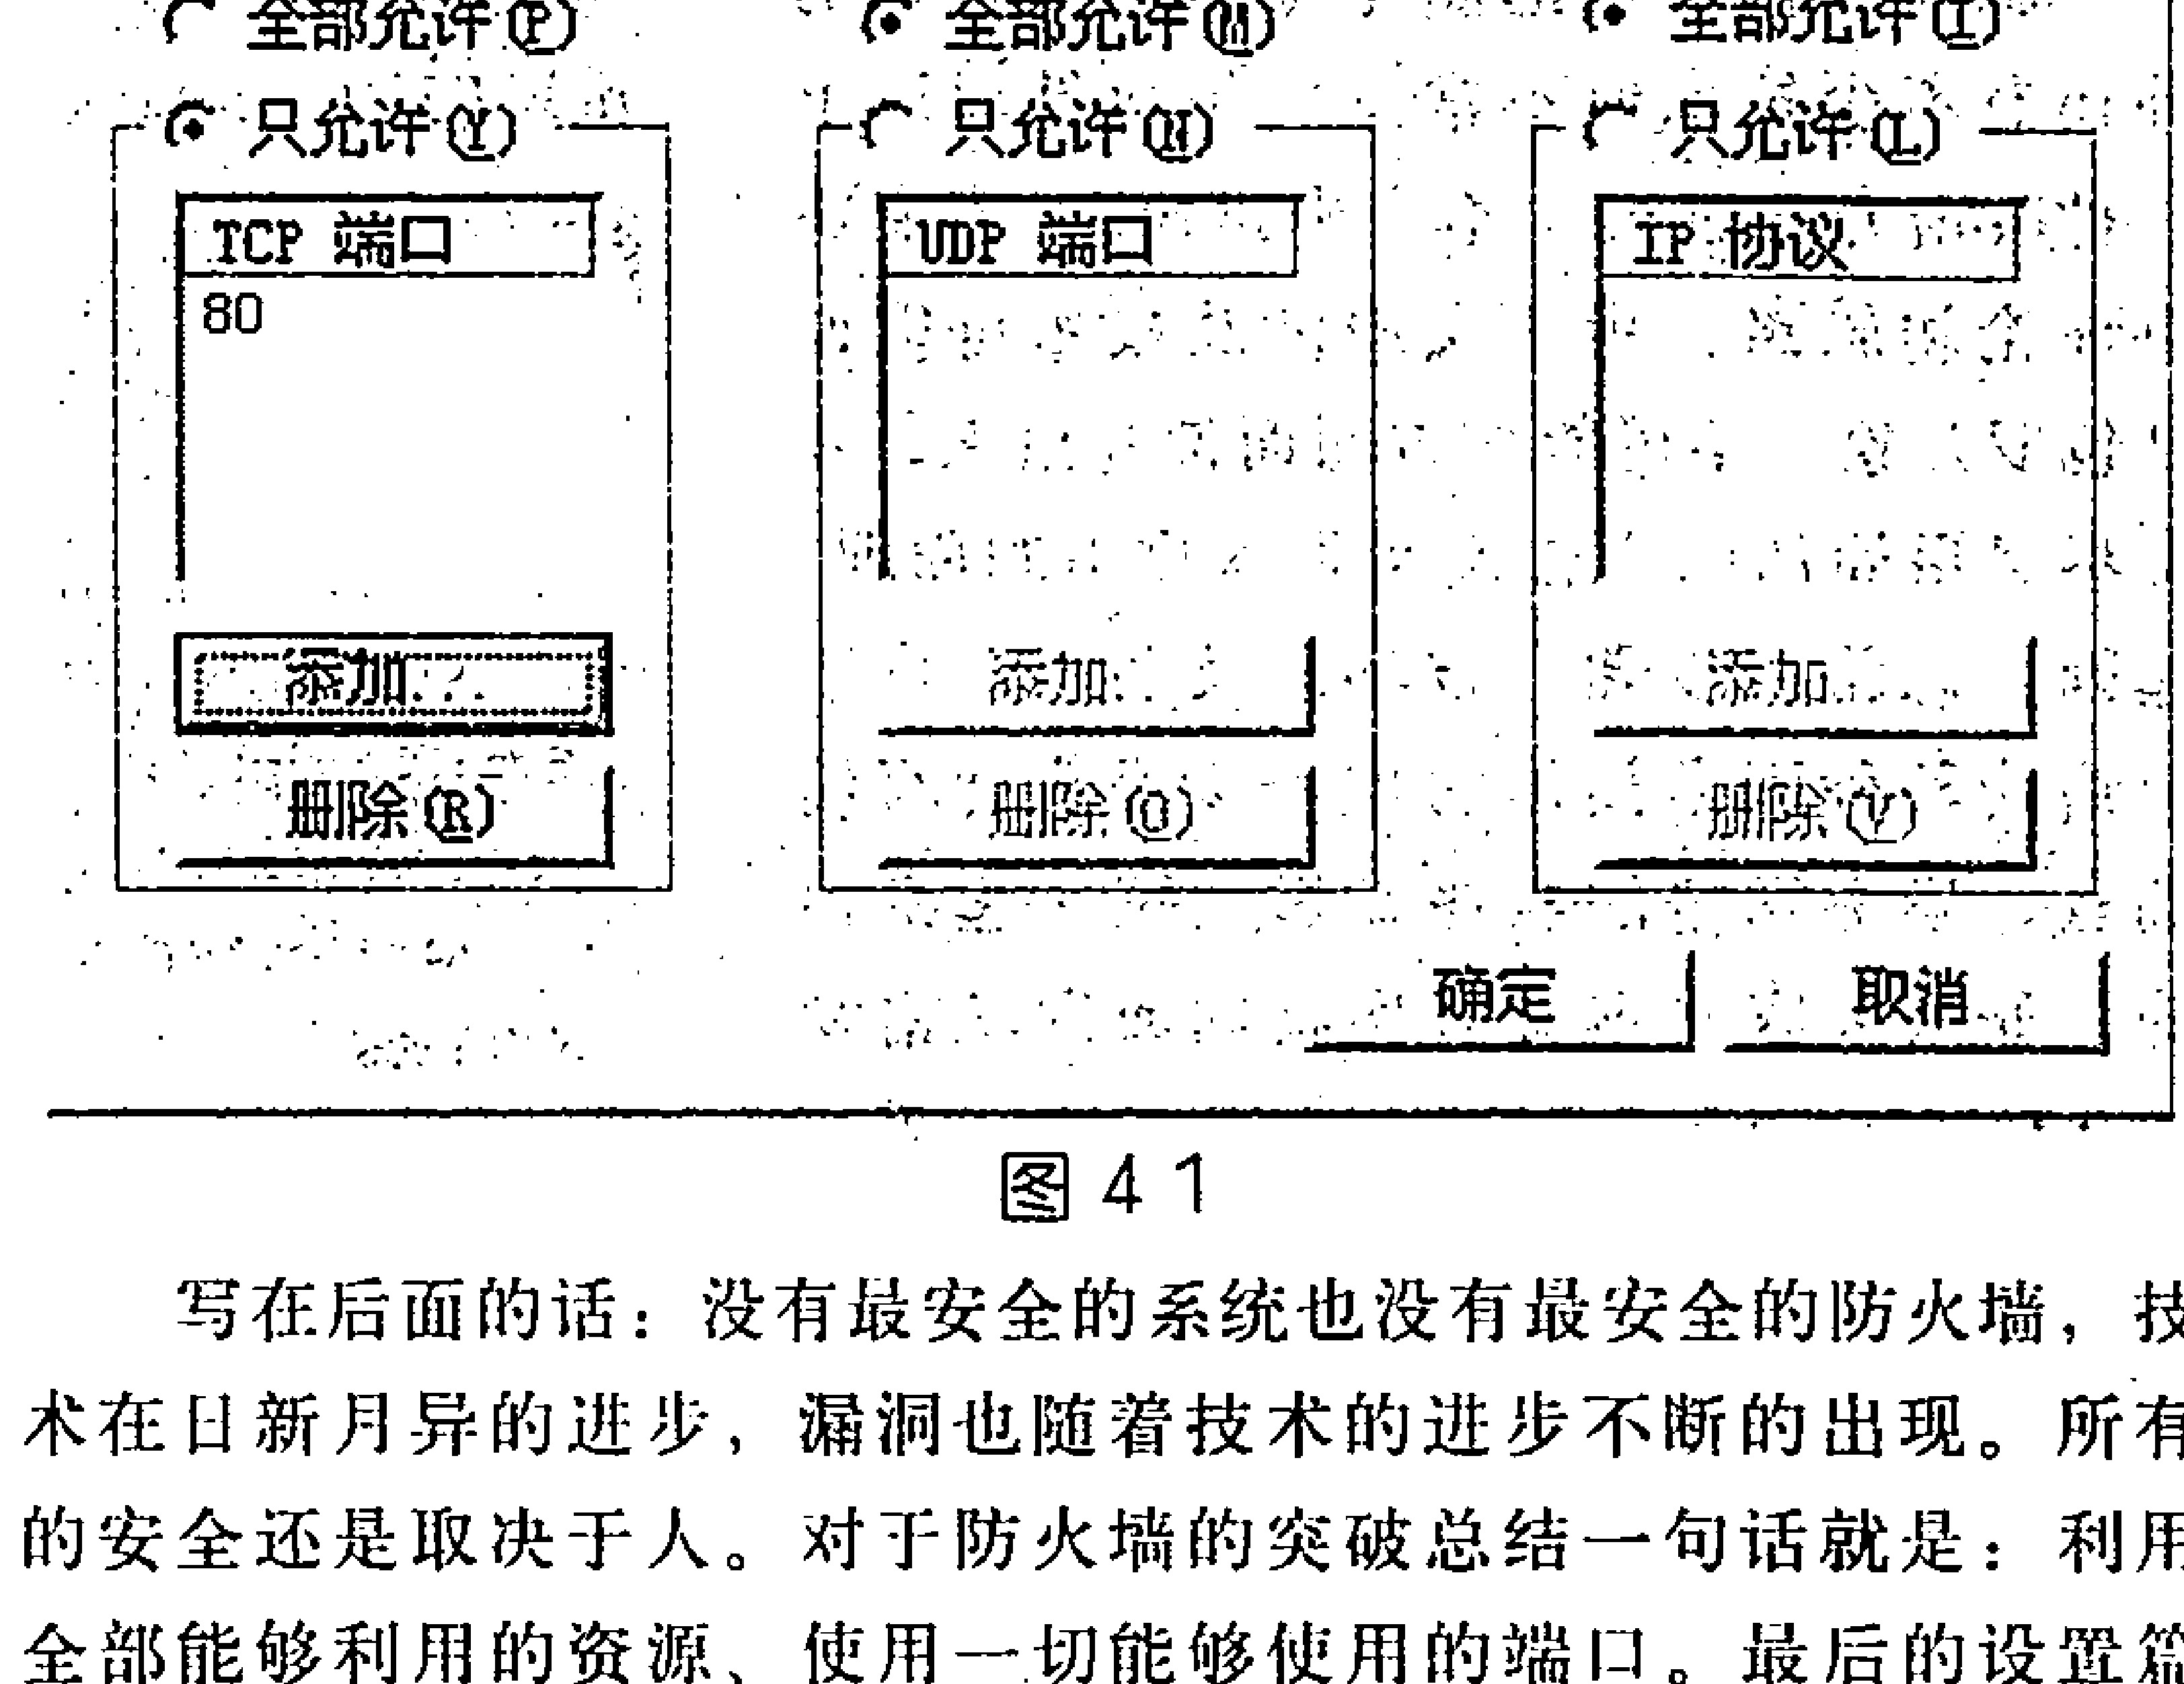 全部允许(P) 全部允许(M) 全部允许(I)
只允许(Y) 只允许(N) 只允许(L)
TCP 端口 UDP 端口 IP 协议
80
添加... 添加... 添加...
删除(R) 删除(O) 删除(V)
确定 取消
图 41
写在后面的话：没有最安全的系统也没有最安全的防火墙，技
术在日新月异的进步，漏洞也随着技术的进步不断的出现。所有
的安全还是取决于人。对于防火墙的突破总结一句话就是：利用
全部能够利用的资源、使用一切能够使用的端口。最后的设置篇